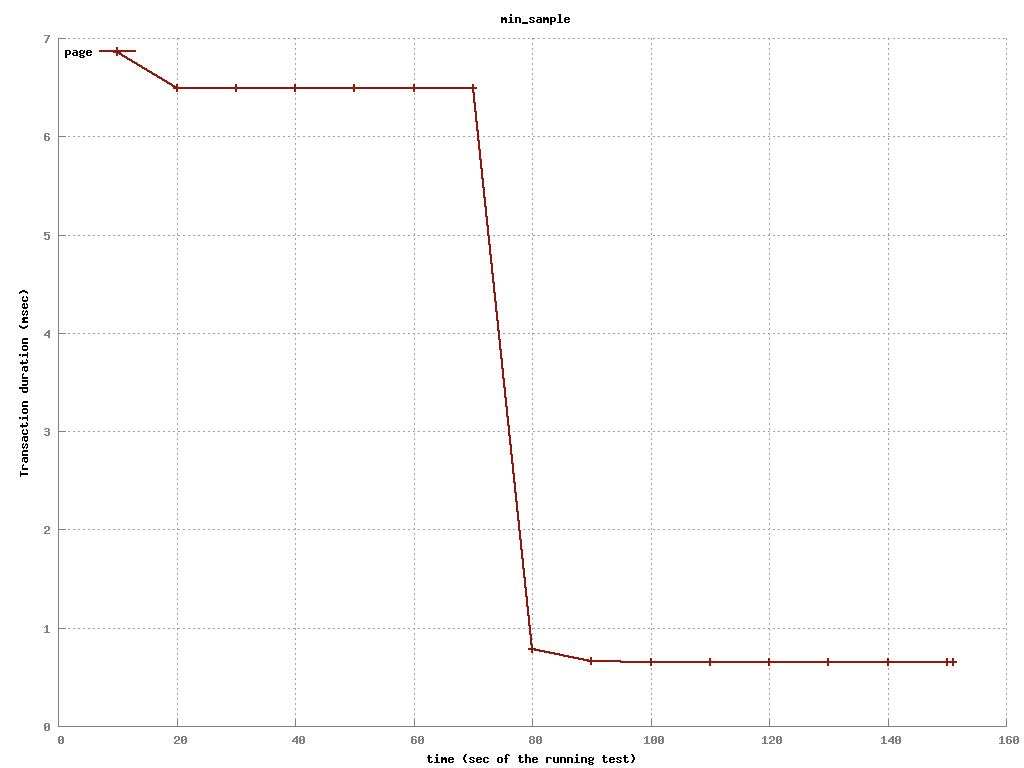 min_sample
page
7
6
5
4
3
2
1
0
Transaction duration (msec)
0 20 40 60 80 100 120 140 160
time (sec of the running test)